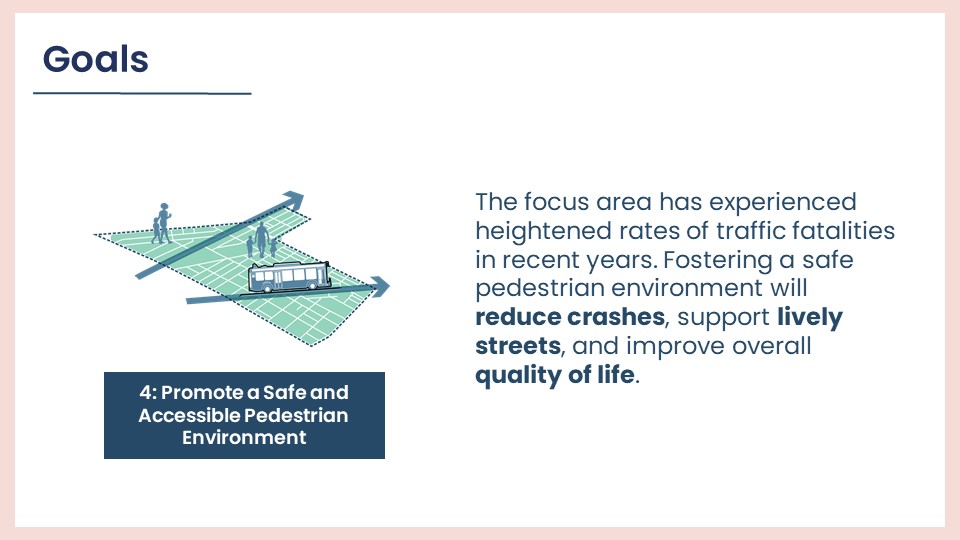 Goals
The focus area has experienced
heightened rates of traffic fatalities
in recent years. Fostering a safe
pedestrian environment will
reduce crashes, support lively
streets, and improve overall
quality of life.
4: Promote a Safe and
Accessible Pedestrian
Environment